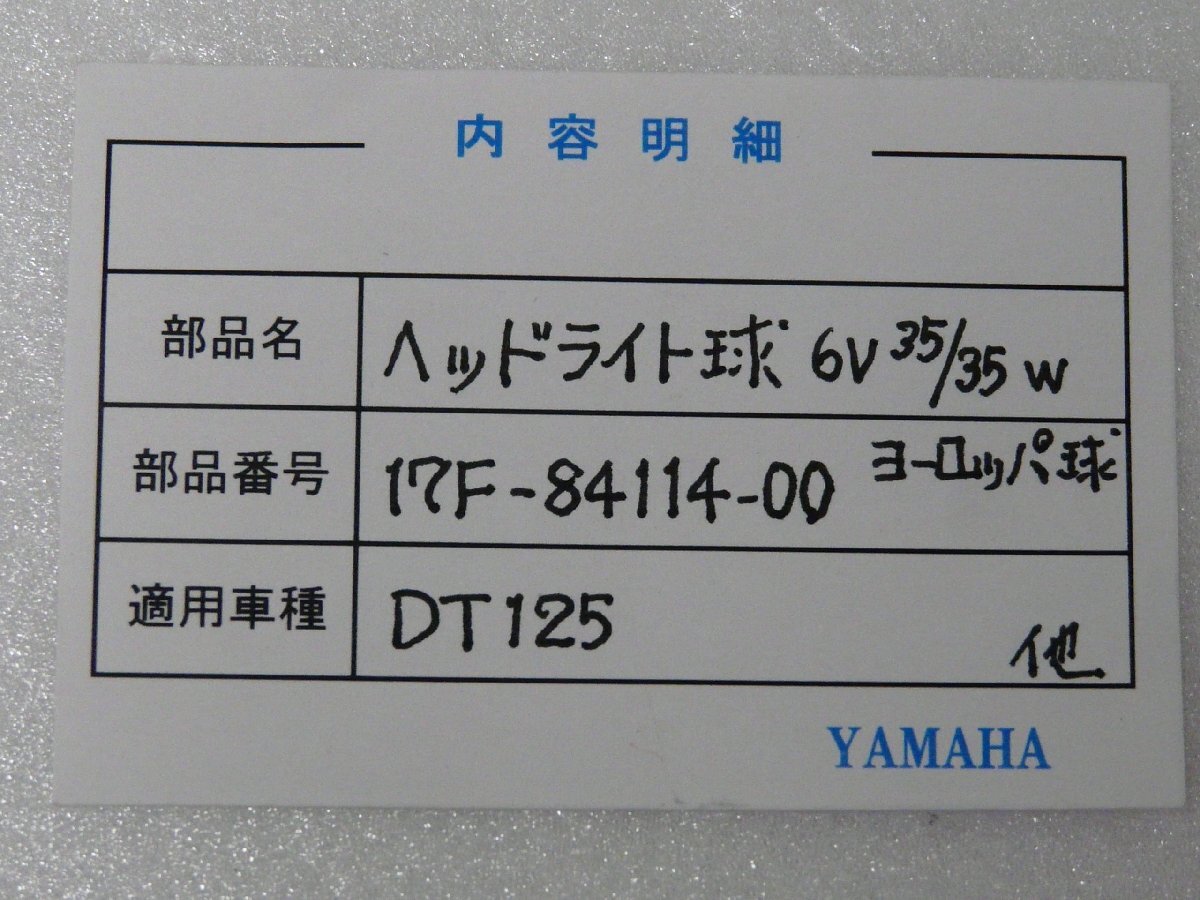 内容明細
部品名 ヘッドライト球 6V 35/35 W
部品番号 17F-84114-00 ヨーロッパ球
適用車種 DT125 他
YAMAHA